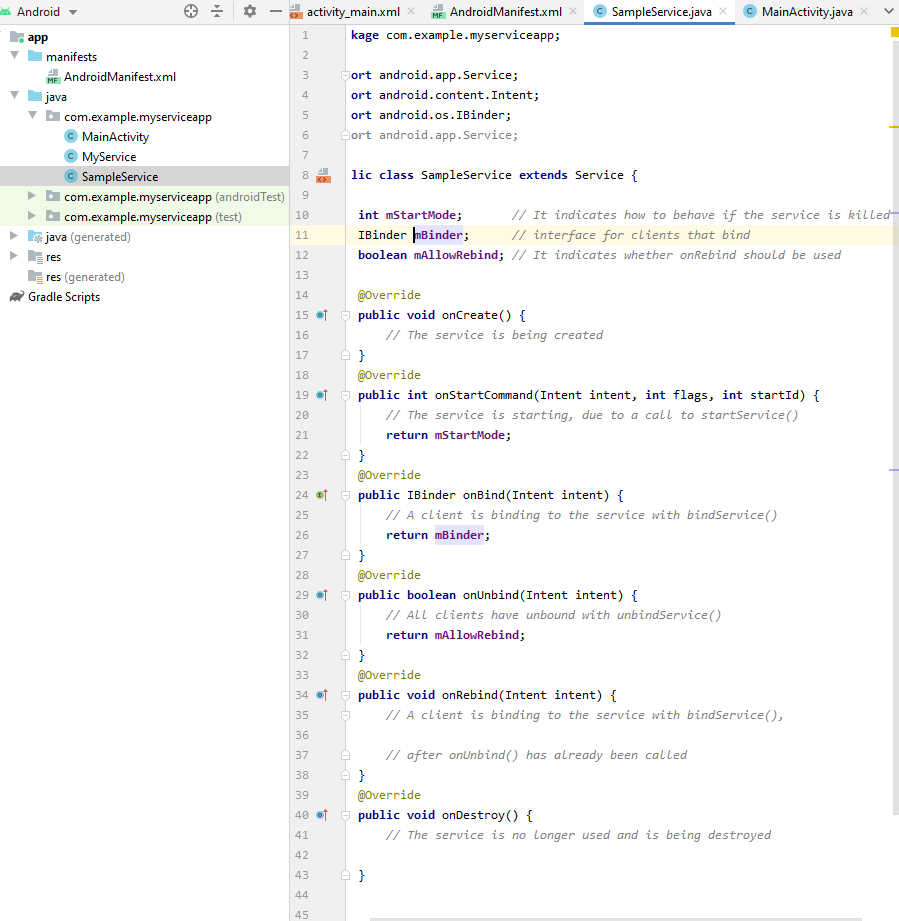 Android
activity_main.xml
AndroidManifest.xml
SampleService.java
MainActivity.java
app
manifests
AndroidManifest.xml
java
com.example.myserviceapp
MainActivity
MyService
SampleService
com.example.myserviceapp (androidTest)
com.example.myserviceapp (test)
java (generated)
res
res (generated)
Gradle Scripts
1 kage com.example.myserviceapp;
2
3 ort android.app.Service;
4 ort android.content.Intent;
5 ort android.os.IBinder;
6 ort android.app.Service;
7
8 lic class SampleService extends Service {
9
10 int mStartMode; // It indicates how to behave if the service is killed
11 IBinder mBinder; // interface for clients that bind
12 boolean mAllowRebind; // It indicates whether onRebind should be used
13
14 @Override
15 public void onCreate() {
16 // The service is being created
17 }
18 @Override
19 public int onStartCommand(Intent intent, int flags, int startId) {
20 // The service is starting, due to a call to startService()
21 return mStartMode;
22 }
23 @Override
24 public IBinder onBind(Intent intent) {
25 // A client is binding to the service with bindService()
26 return mBinder;
27 }
28 @Override
29 public boolean onUnbind(Intent intent) {
30 // All clients have unbound with unbindService()
31 return mAllowRebind;
32 }
33 @Override
34 public void onRebind(Intent intent) {
35 // A client is binding to the service with bindService(),
36
37 // after onUnbind() has already been called
38 }
39 @Override
40 public void onDestroy() {
41 // The service is no longer used and is being destroyed
42
43 }
44
45